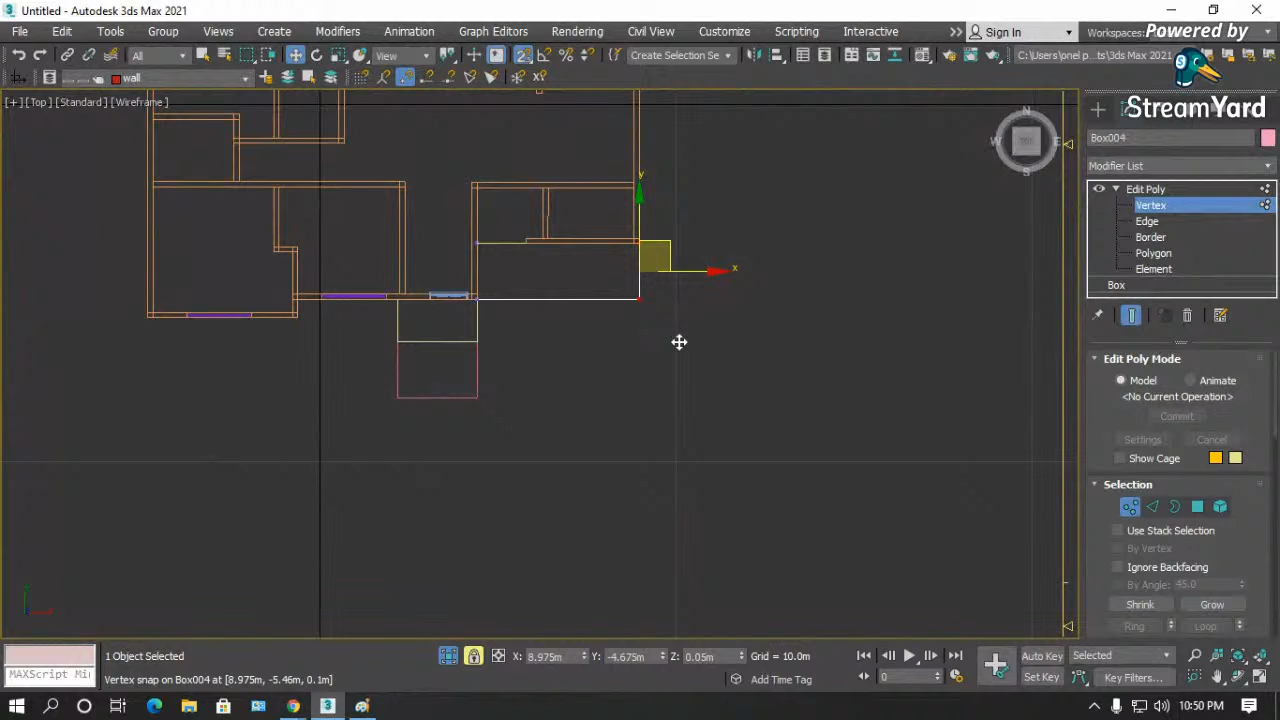 Untitled - Autodesk 3ds Max 2021
File Edit Tools Group Views Create Modifiers Animation Graph Editors Rendering Civil View Customize Scripting Interactive Sign In Workspaces:
Powered by
StreamYard
All View Create Selection Se
wall
[+] [Top] [Standard] [Wireframe]
N
W E
S
y
x
Box004
Modifier List
Edit Poly
Vertex
Edge
Border
Polygon
Element
Box
Edit Poly Mode
Model Animate
<No Current Operation>
Commit
Settings Cancel
Show Cage
Selection
Use Stack Selection
By Vertex
Ignore Backfacing
By Angle: 45.0
Shrink Grow
Ring Loop
1 Object Selected
X: 8.975m Y: -4.675m Z: 0.05m Grid = 10.0m
Auto Key Selected
MAXScript Mi
Vertex snap on Box004 at [8.975m, -5.46m, 0.1m]
Add Time Tag
0
Set Key
Key Filters...
10:50 PM